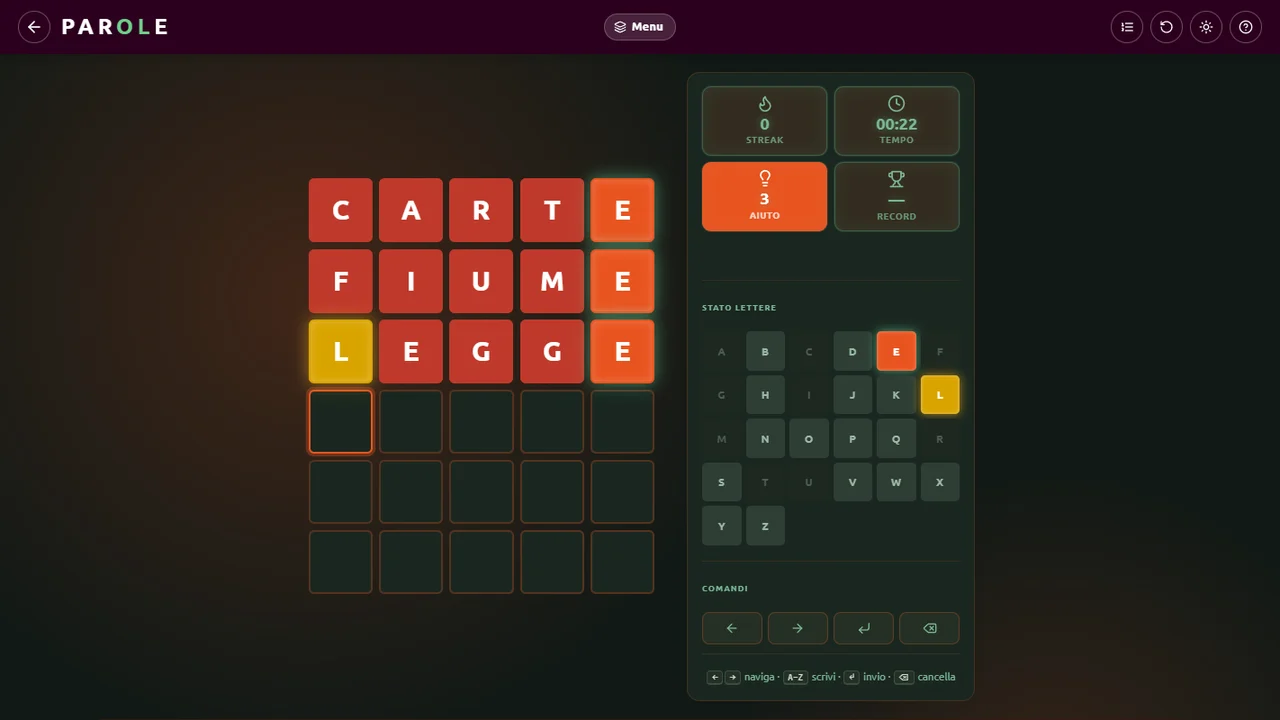 PAROLE
Menu
0
STREAK
00:22
TEMPO
3
AIUTO
—
RECORD
C A R T E
F I U M E
L E G G E
STATO LETTERE
A B C D E F
G H I J K L
M N O P Q R
S T U V W X
Y Z
COMANDI
← → naviga · A-Z scrivi · ↵ invio · ⌫ cancella